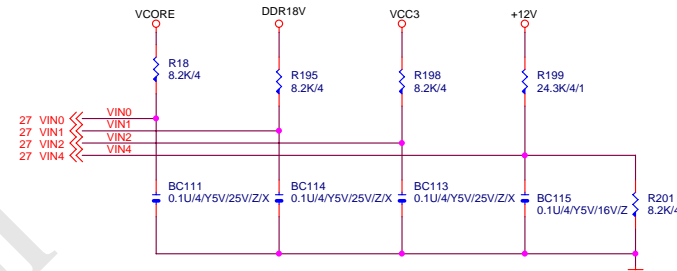 VCORE
DDR18V
VCC3
+12V
R18
8.2K/4
R195
8.2K/4
R198
8.2K/4
R199
24.3K/4/1
27 VIN0
VIN0
27 VIN1
VIN1
27 VIN2
VIN2
27 VIN4
VIN4
BC111
0.1U/4/Y5V/25V/Z/X
BC114
0.1U/4/Y5V/25V/Z/X
BC113
0.1U/4/Y5V/25V/Z/X
BC115
0.1U/4/Y5V/16V/Z
R201
8.2K/4